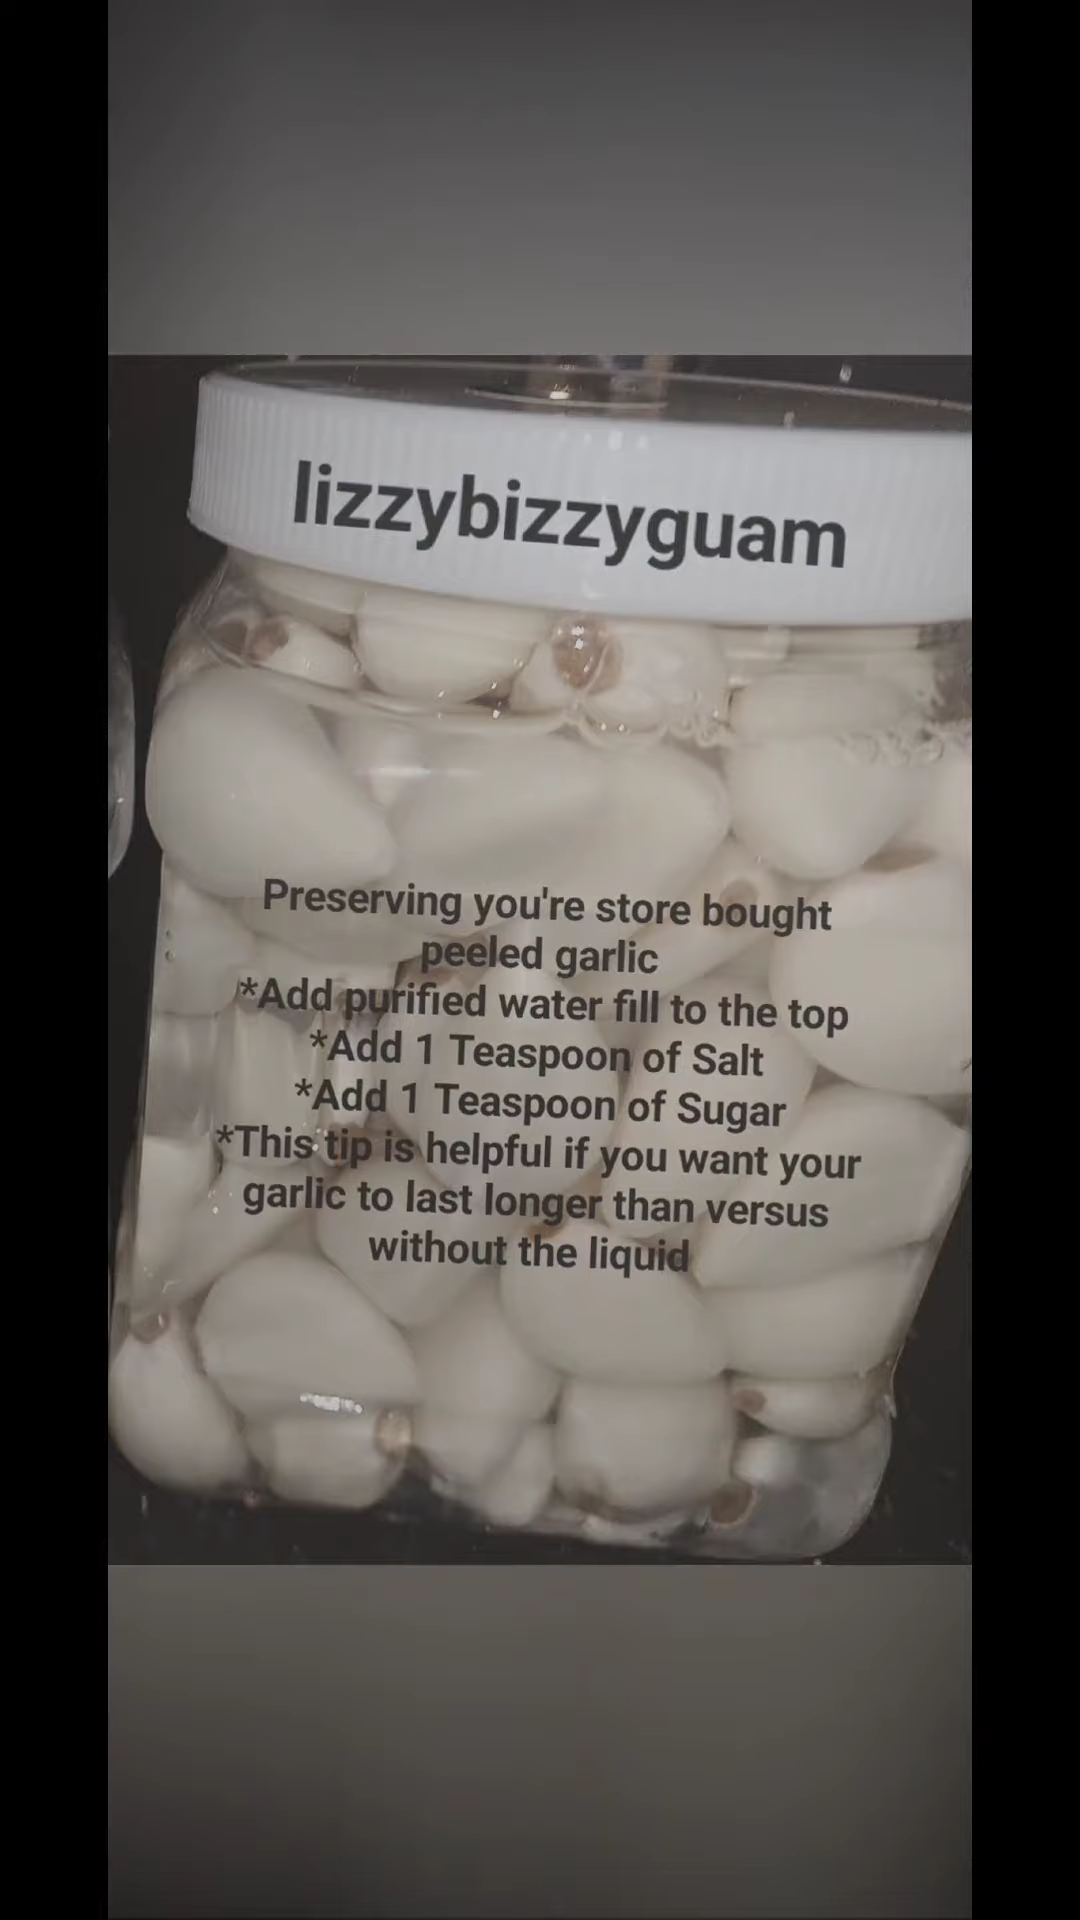 lizzybizzyguam
Preserving you're store bought
peeled garlic
*Add purified water fill to the top
*Add 1 Teaspoon of Salt
*Add 1 Teaspoon of Sugar
*This tip is helpful if you want your
garlic to last longer than versus
without the liquid